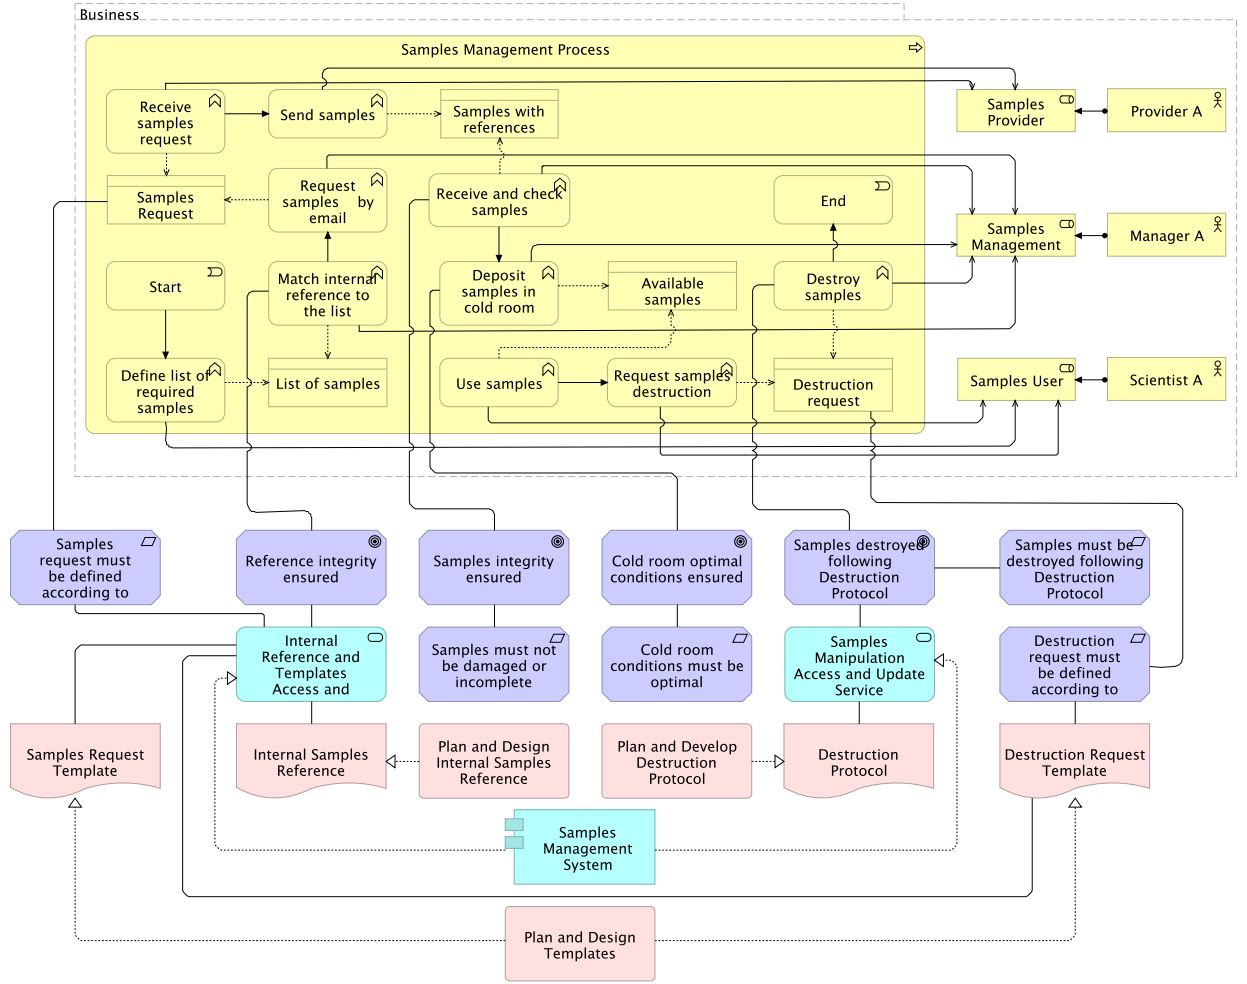 Business
Samples Management Process
Receive
samples
request
Send samples
Samples with
references
Samples
Provider
Provider A
Samples
Request
Request
samples by
email
Receive and check
samples
End
Samples
Management
Manager A
Start
Match internal
reference to
the list
Deposit
samples in
cold room
Available
samples
Destroy
samples
Define list of
required
samples
List of samples
Use samples
Request samples
destruction
Destruction
request
Samples User
Scientist A
Samples
request must
be defined
according to
Reference integrity
ensured
Samples integrity
ensured
Cold room optimal
conditions ensured
Samples destroyed
following
Destruction
Protocol
Samples must be
destroyed following
Destruction
Protocol
Internal
Reference and
Templates
Access and
Samples must not
be damaged or
incomplete
Cold room
conditions must be
optimal
Samples
Manipulation
Access and Update
Service
Destruction
request must
be defined
according to
Samples Request
Template
Internal Samples
Reference
Plan and Design
Internal Samples
Reference
Plan and Develop
Destruction
Protocol
Destruction
Protocol
Destruction Request
Template
Samples
Management
System
Plan and Design
Templates